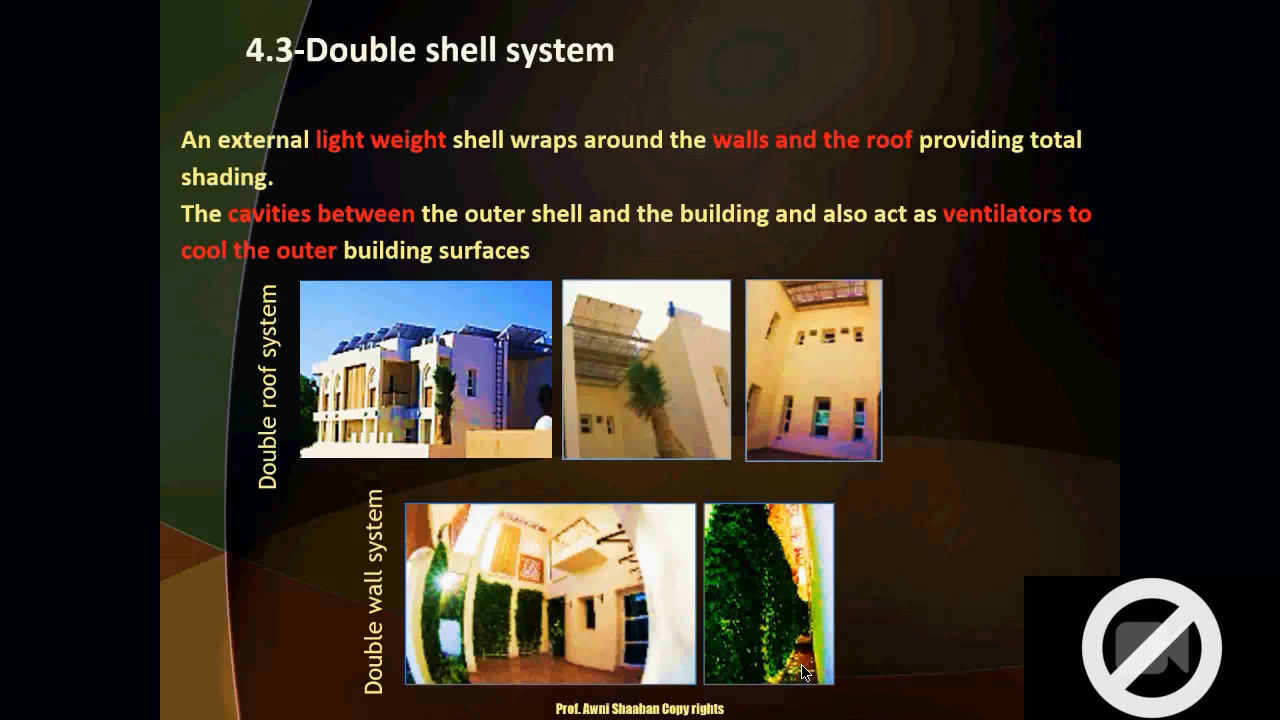 4.3-Double shell system
An external light weight shell wraps around the walls and the roof providing total
shading.
The cavities between the outer shell and the building and also act as ventilators to
cool the outer building surfaces
Double roof system
Double wall system
Prof. Awni Shaaban Copy rights